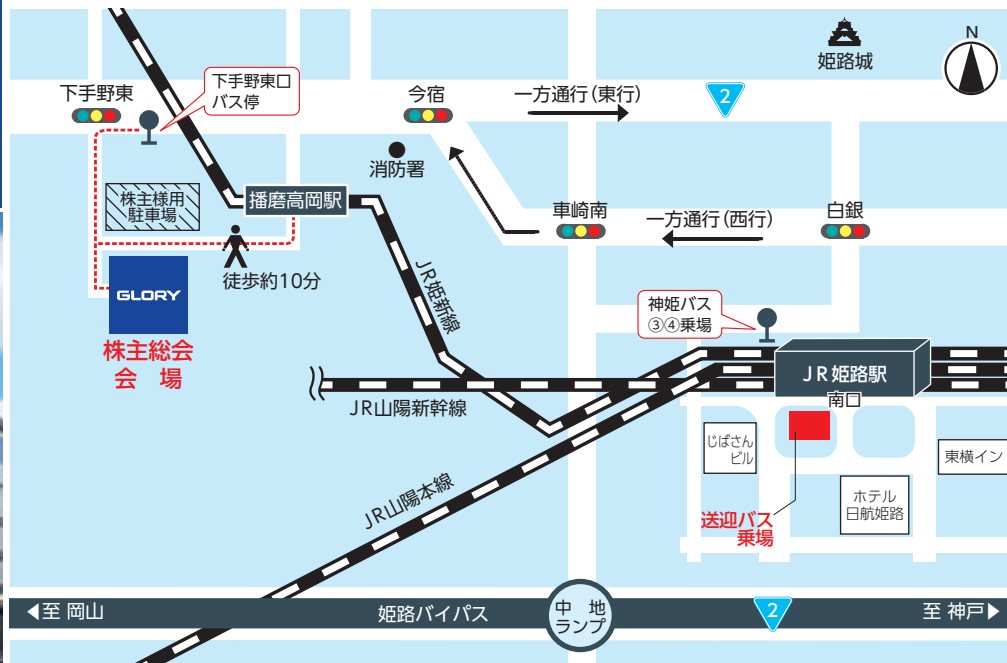 姫路城
N
下手野東
下手野東口
バス停
今宿
一方通行（東行）
2
消防署
株主様用
駐車場
播磨高岡駅
車崎南
一方通行（西行）
白銀
徒歩約10分
GLORY
株主総会
会　場
JR姫新線
神姫バス
③④乗場
JR姫路駅
南口
JR山陽新幹線
じばさん
ビル
東横イン
ホテル
日航姫路
送迎バス
乗場
JR山陽本線
◀至 岡山
姫路バイパス
中　地
ランプ
2
至 神戸▶